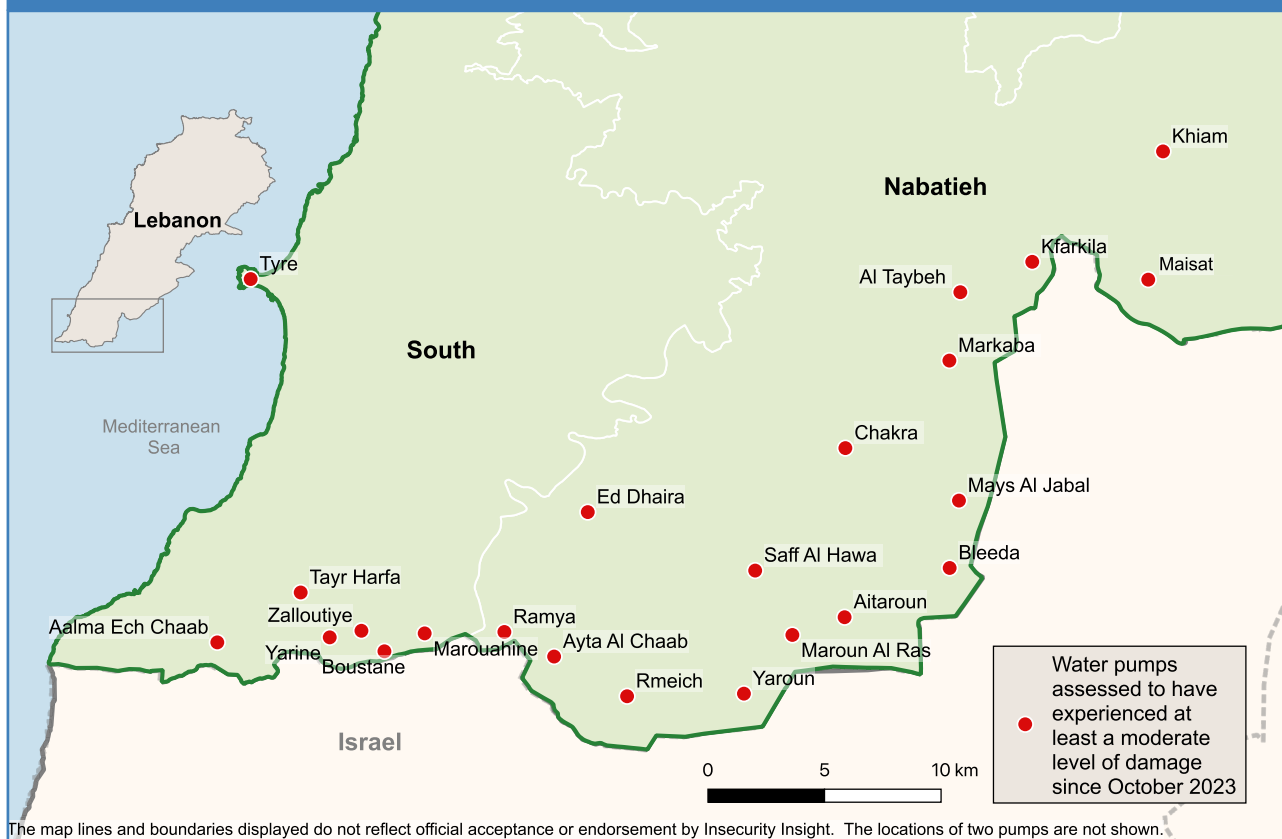 Khiam
Nabatieh
Lebanon
Kfarkila
Tyre
Maisat
Al Taybeh
Markaba
South
Mediterranean
Sea
Chakra
Mays Al Jabal
Ed Dhaira
Bleeda
Saff Al Hawa
Tayr Harfa
Aitaroun
Zalloutiye
Ramya
Aalma Ech Chaab
Ayta Al Chaab
Marouahine
Maroun Al Ras
Yarine
Boustane
Rmeich
Yaroun
Israel
Water pumps
assessed to have
experienced at
least a moderate
level of damage
since October 2023
0 5 10 km
The map lines and boundaries displayed do not reflect official acceptance or endorsement by Insecurity Insight. The locations of two pumps are not shown.